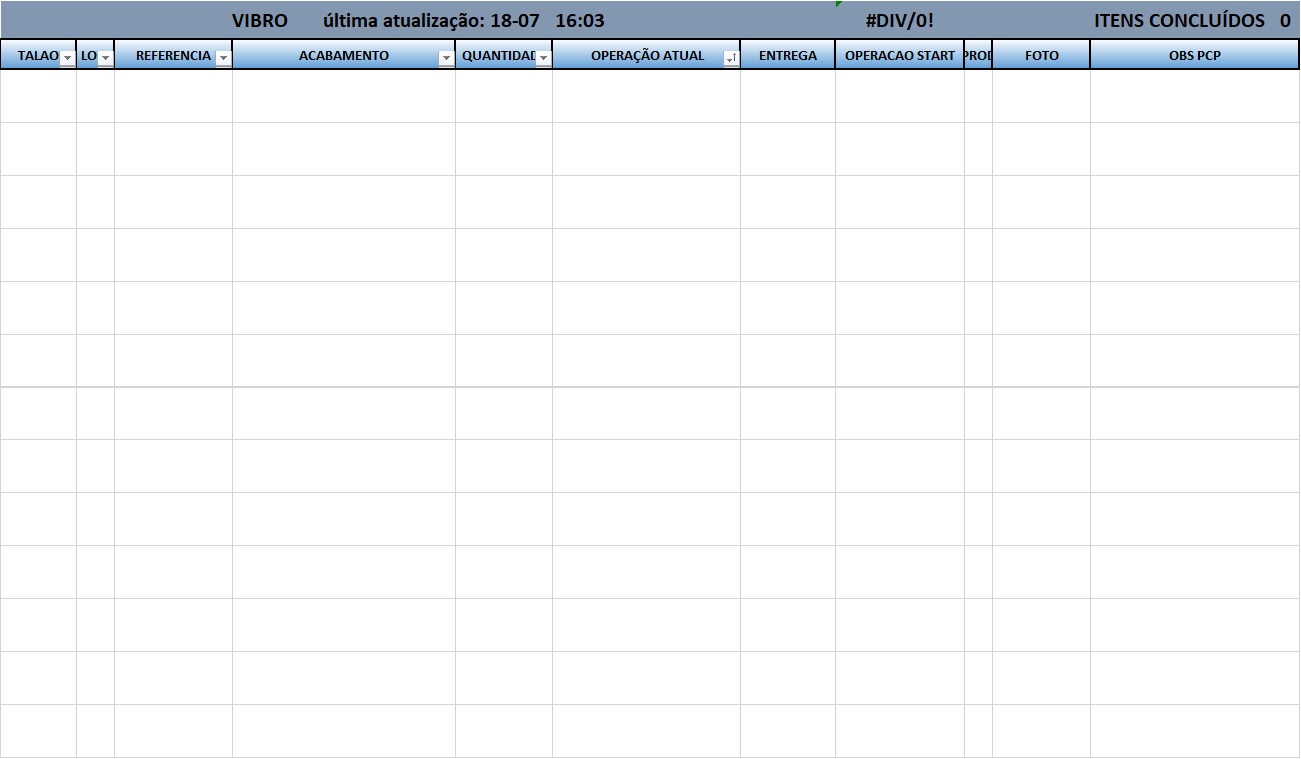 VIBRO última atualização: 18-07 16:03 #DIV/0! ITENS CONCLUÍDOS 0
TALAO LO REFERENCIA ACABAMENTO QUANTIDAD OPERAÇÃO ATUAL ENTREGA OPERACAO START PROD FOTO OBS PCP